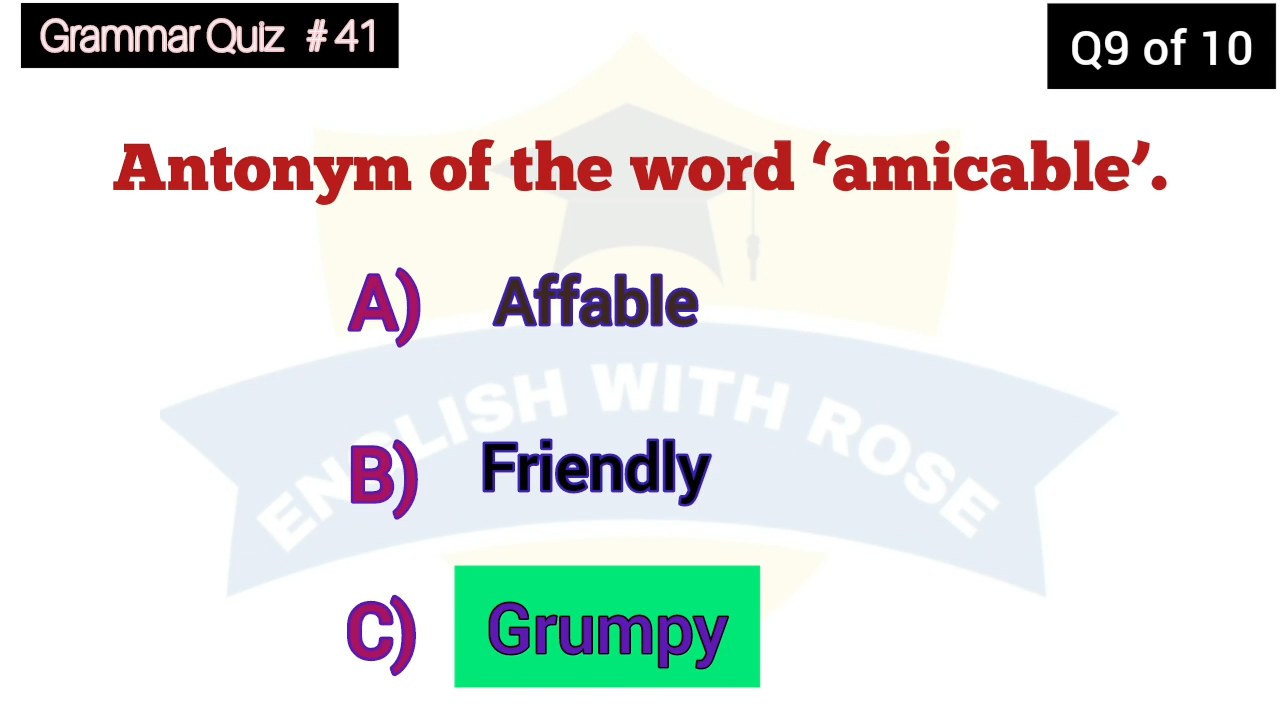 Grammar Quiz # 41
Q9 of 10
Antonym of the word ‘amicable’.
A) Affable
B) Friendly
C) Grumpy
ENGLISH WITH ROSE